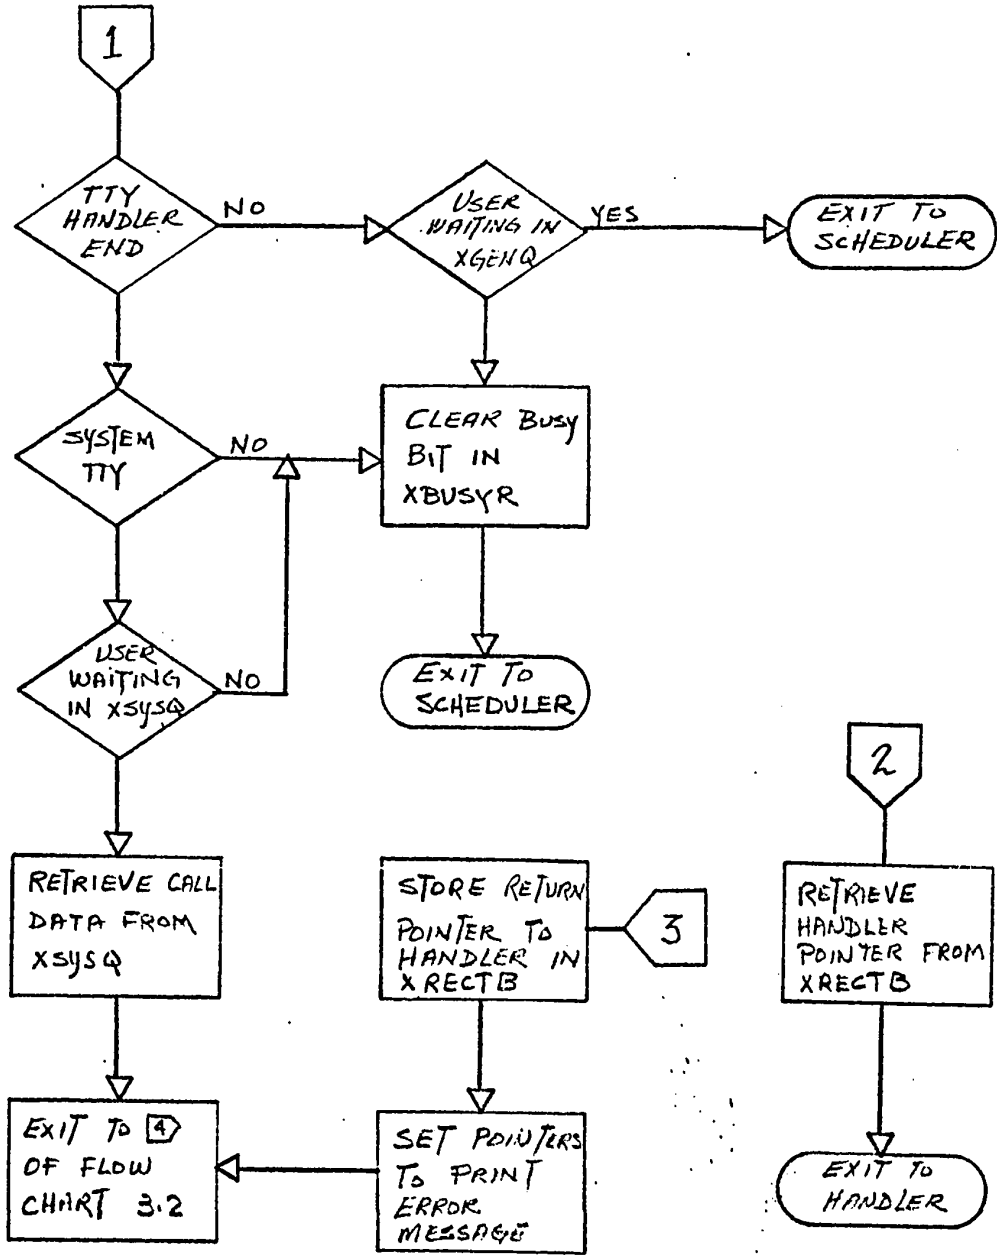 1
TTY
HANDLER
END
NO
USER
WAITING IN
XGENQ
YES
EXIT TO
SCHEDULER
SYSTEM
TTY
NO
CLEAR BUSY
BIT IN
XBUSYR
USER
WAITING
IN XSYSQ
NO
EXIT TO
SCHEDULER
2
RETRIEVE CALL
DATA FROM
XSYSQ
STORE RETURN
POINTER TO
HANDLER IN
XRECTB
3
RETRIEVE
HANDLER
POINTER FROM
XRECTB
EXIT TO 4
OF FLOW
CHART 3.2
SET POINTERS
TO PRINT
ERROR
MESSAGE
EXIT TO
HANDLER